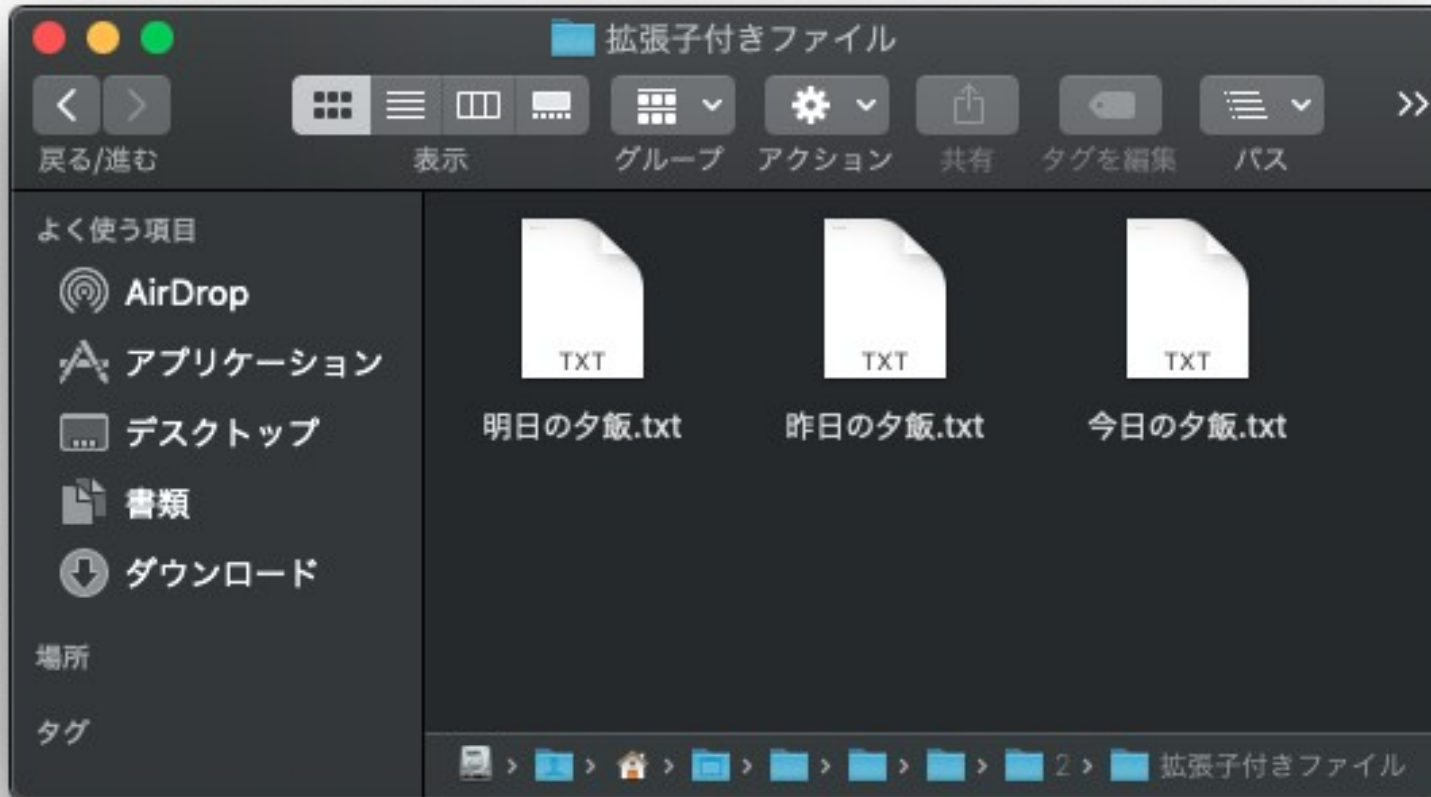 拡張子付きファイル
戻る/進む 表示 グループ アクション 共有 タグを編集 パス
よく使う項目
AirDrop
アプリケーション
デスクトップ
書類
ダウンロード
場所
タグ
TXT TXT TXT
明日の夕飯.txt 昨日の夕飯.txt 今日の夕飯.txt
2 拡張子付きファイル